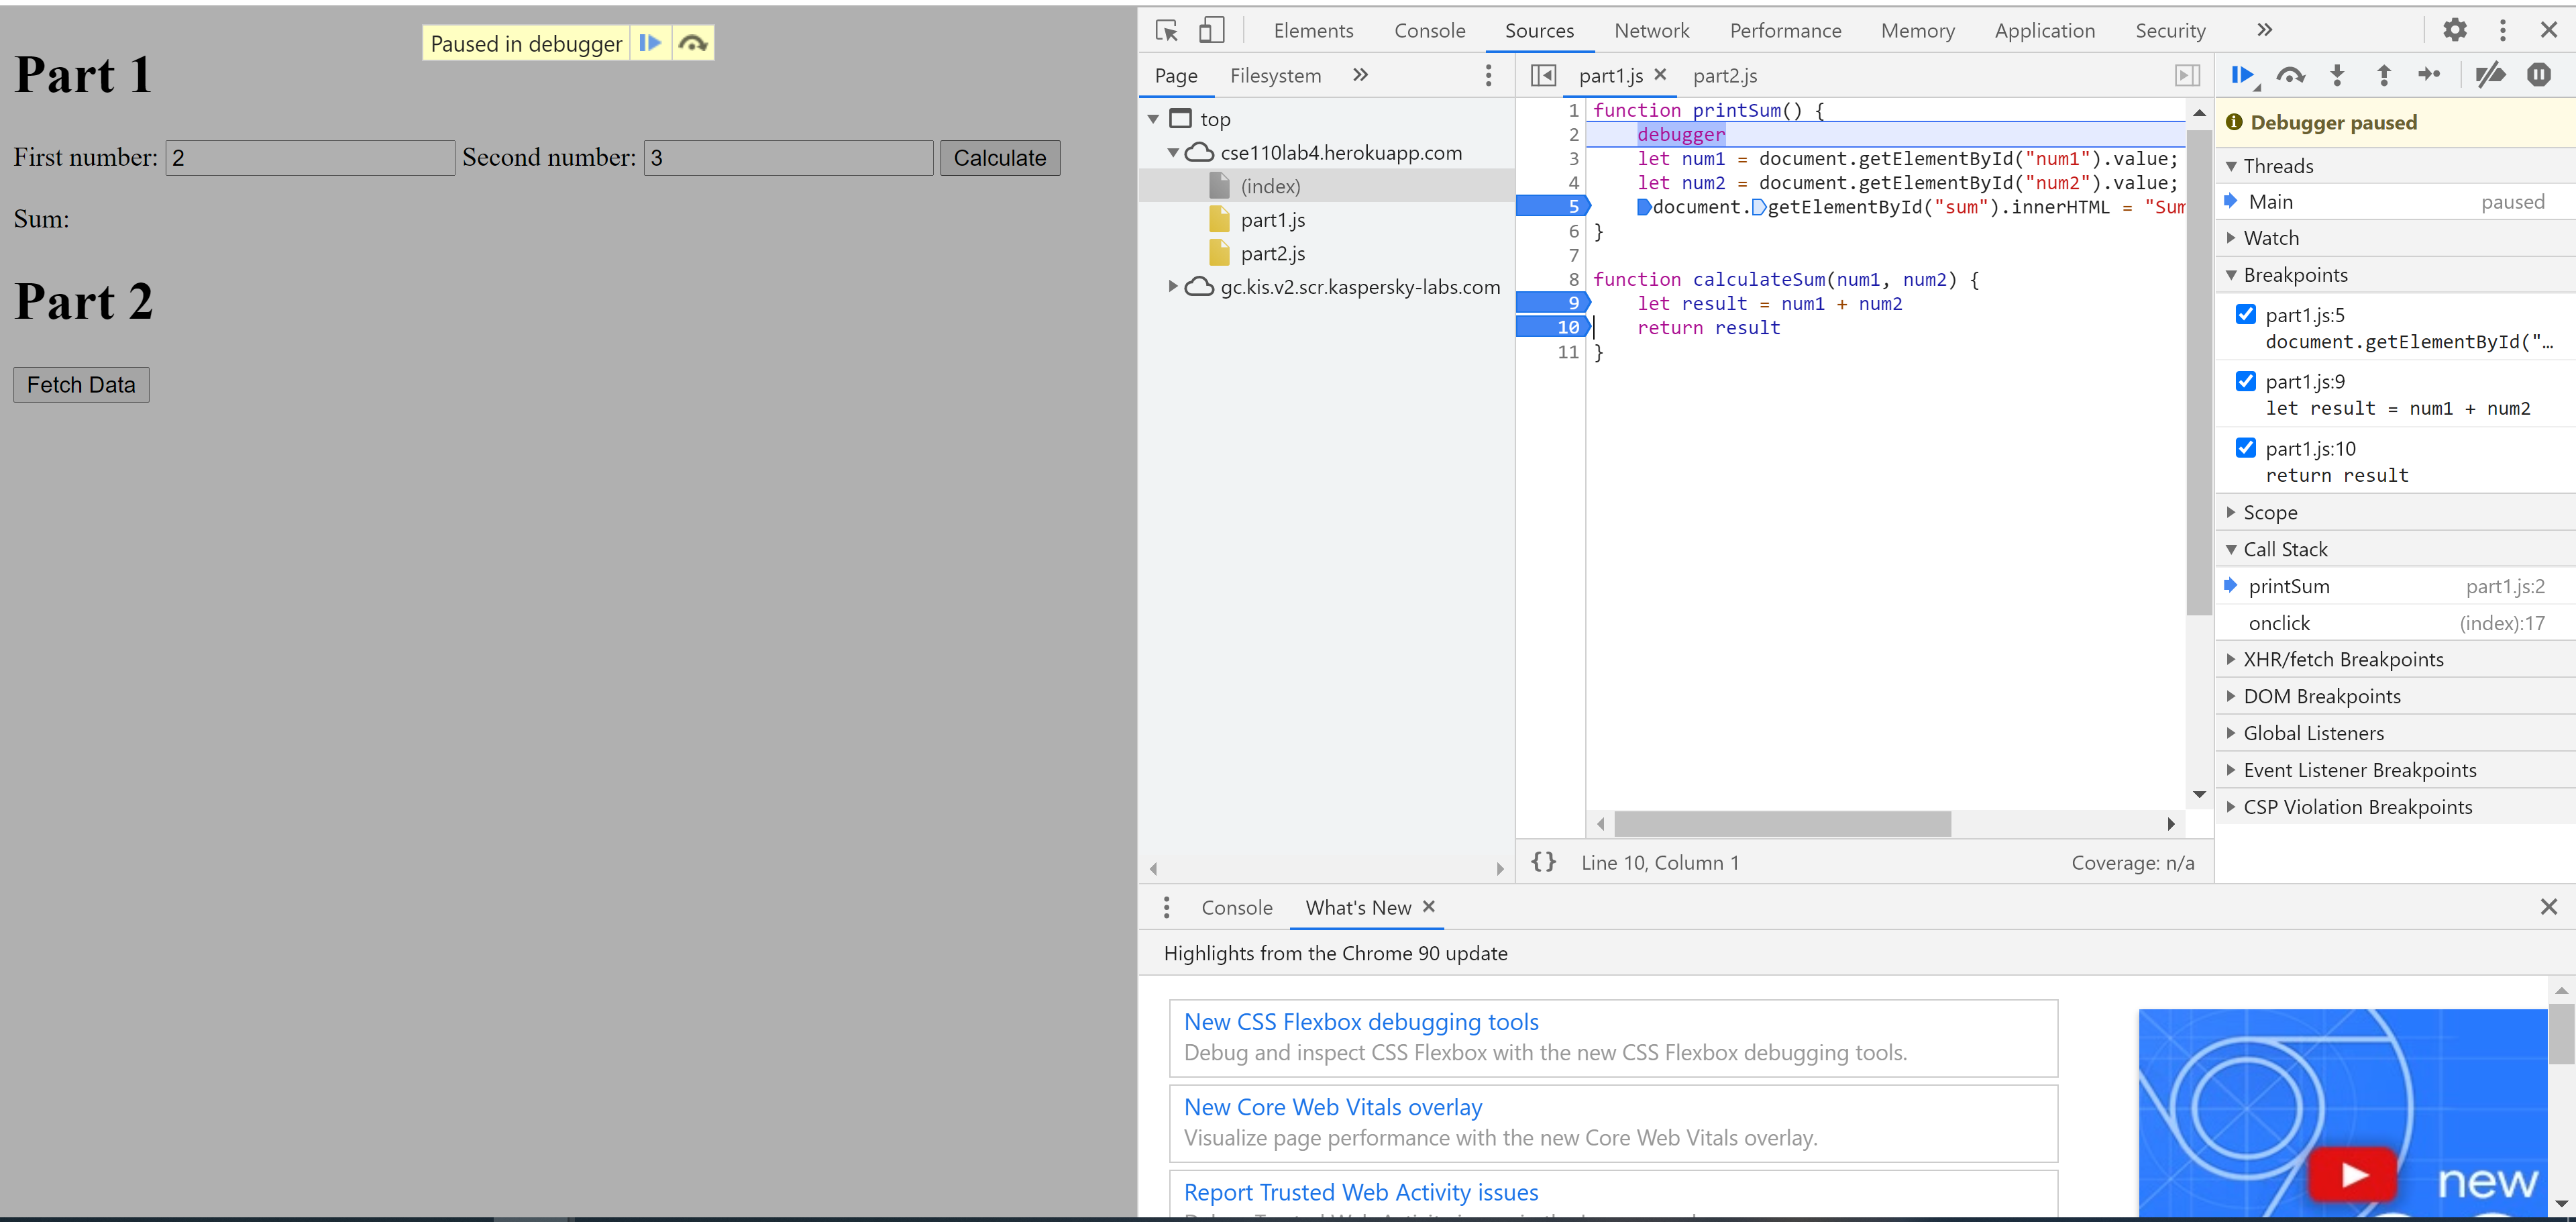 Paused in debugger
Part 1
First number: 2 Second number: 3 Calculate
Sum:
Part 2
Fetch Data
Elements Console Sources Network Performance Memory Application Security
Page Filesystem
top
cse110lab4.herokuapp.com
(index)
part1.js
part2.js
gc.kis.v2.scr.kaspersky-labs.com
part1.js part2.js
1 function printSum() {
2 debugger
3 let num1 = document.getElementById("num1").value;
4 let num2 = document.getElementById("num2").value;
5 document.getElementById("sum").innerHTML = "Sum
6 }
7
8 function calculateSum(num1, num2) {
9 let result = num1 + num2
10 return result
11 }
{} Line 10, Column 1 Coverage: n/a
Debugger paused
Threads
Main paused
Watch
Breakpoints
part1.js:5
document.getElementById("…
part1.js:9
let result = num1 + num2
part1.js:10
return result
Scope
Call Stack
printSum part1.js:2
onclick (index):17
XHR/fetch Breakpoints
DOM Breakpoints
Global Listeners
Event Listener Breakpoints
CSP Violation Breakpoints
Console What's New
Highlights from the Chrome 90 update
New CSS Flexbox debugging tools
Debug and inspect CSS Flexbox with the new CSS Flexbox debugging tools.
New Core Web Vitals overlay
Visualize page performance with the new Core Web Vitals overlay.
Report Trusted Web Activity issues
new